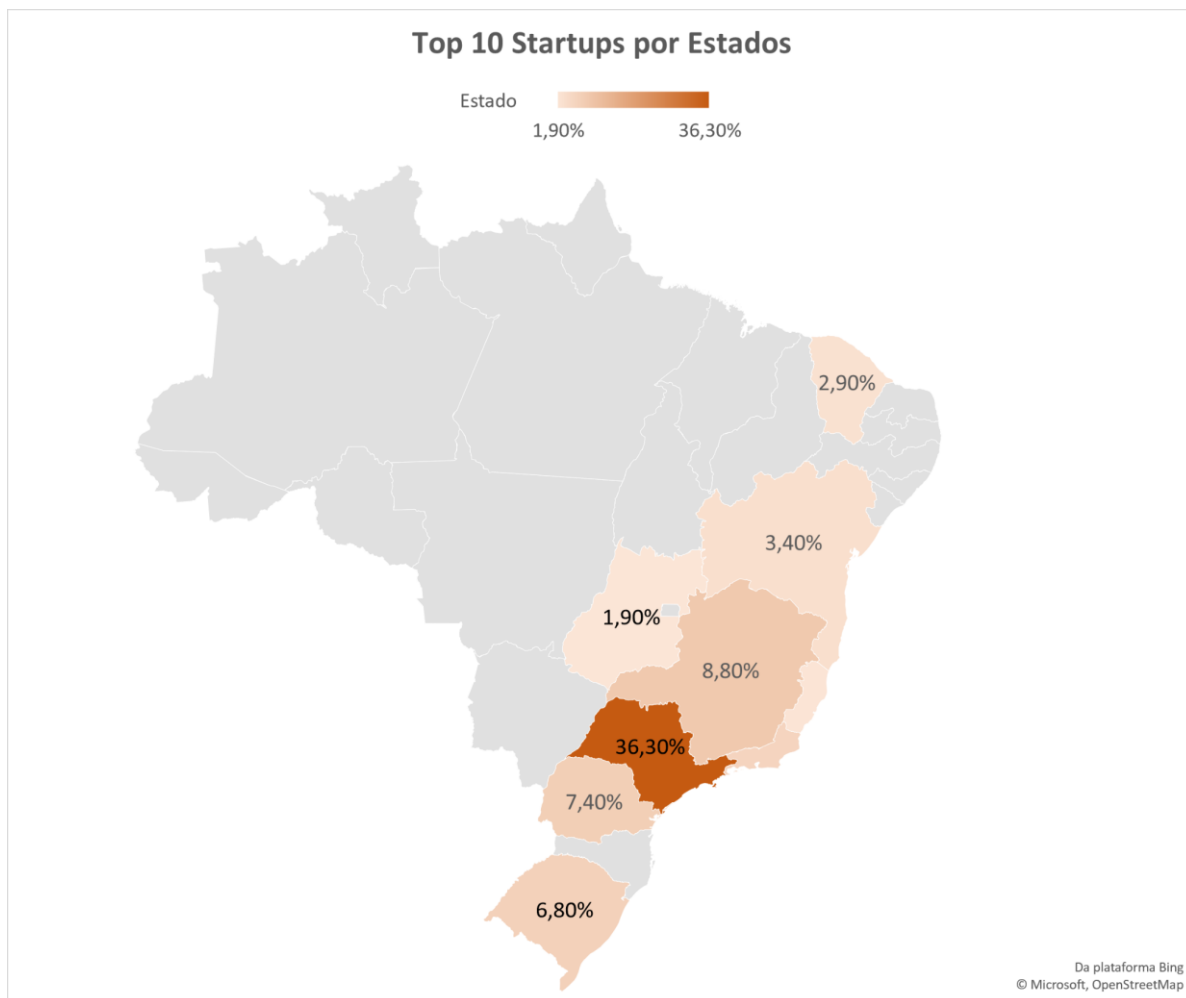 Top 10 Startups por Estados
Estado
1,90%
36,30%
2,90%
3,40%
1,90%
8,80%
36,30%
7,40%
6,80%
Da plataforma Bing
© Microsoft, OpenStreetMap